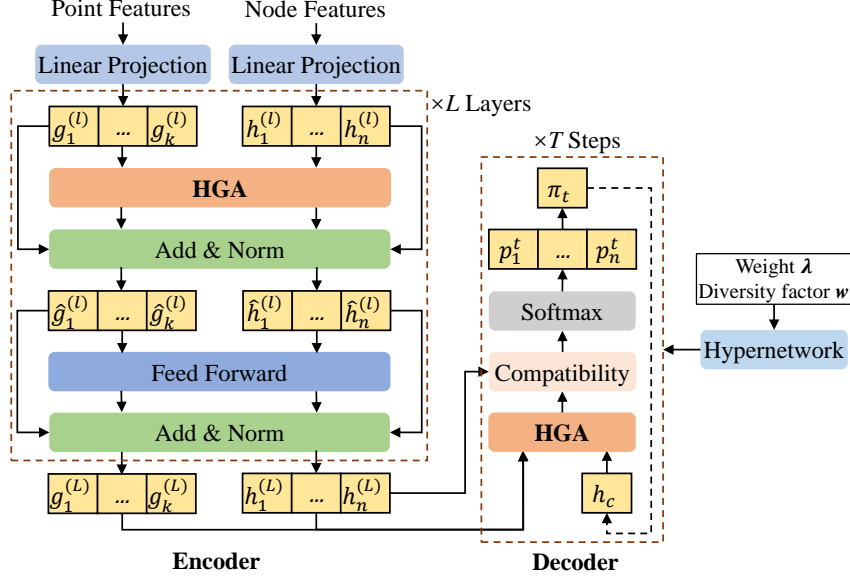 Point Features
Node Features
Linear Projection
Linear Projection
×L Layers
g_1^{(l)} ... g_k^{(l)}
h_1^{(l)} ... h_n^{(l)}
HGA
Add & Norm
ĝ_1^{(l)} ... ĝ_k^{(l)}
ĥ_1^{(l)} ... ĥ_n^{(l)}
Feed Forward
Add & Norm
g_1^{(L)} ... g_k^{(L)}
h_1^{(L)} ... h_n^{(L)}
Encoder
×T Steps
π_t
p_1^t ... p_n^t
Softmax
Compatibility
HGA
h_c
Decoder
Weight λ
Diversity factor w
Hypernetwork